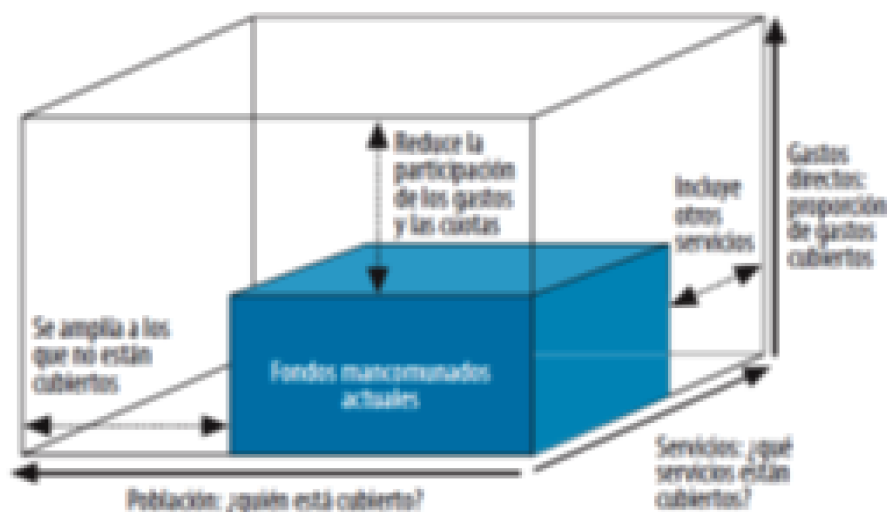 Reduce la
participación
de los gastos
y las cuotas
Incluye
otros
servicios
Gastos
directos:
proporción
de gastos
cubiertos
Se amplía a los
que no están
cubiertos
Fondos mancomunados
actuales
Servicios: ¿qué
servicios están
cubiertos?
Población: ¿quién está cubierto?